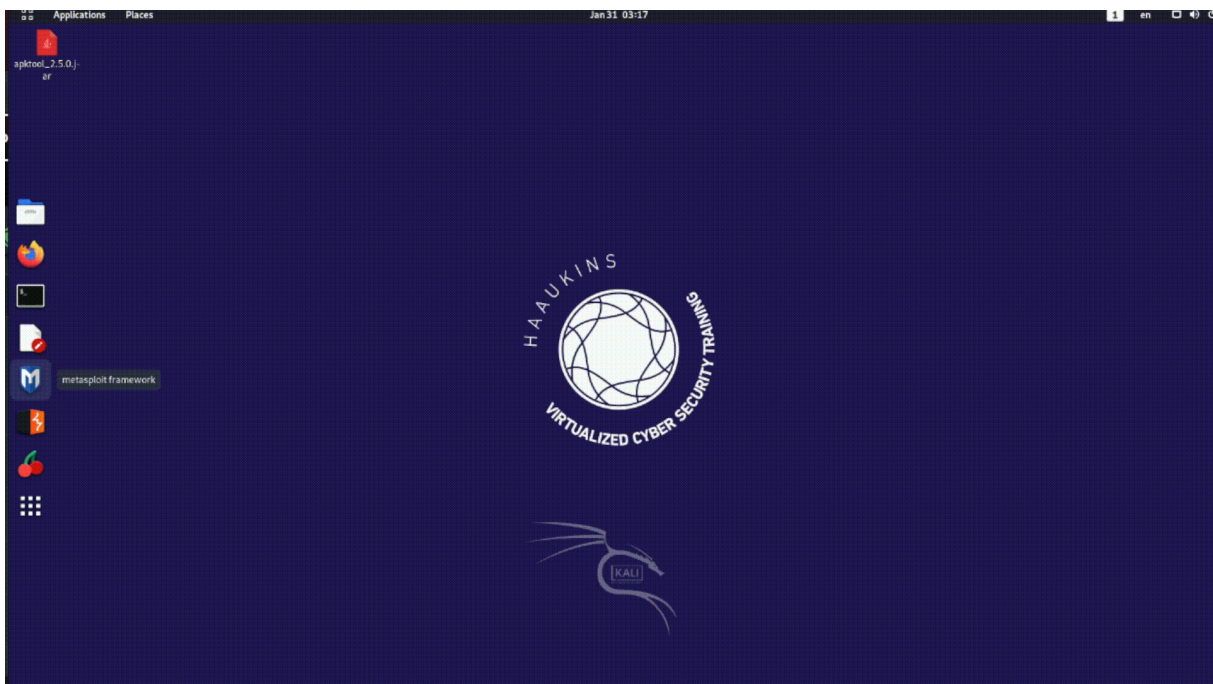 Applications Places Jan 31 03:17 1 en
apktool_2.5.0.j-
ar
$_
metasploit framework
HAAUKINS
VIRTUALIZED CYBER SECURITY TRAINING
KALI